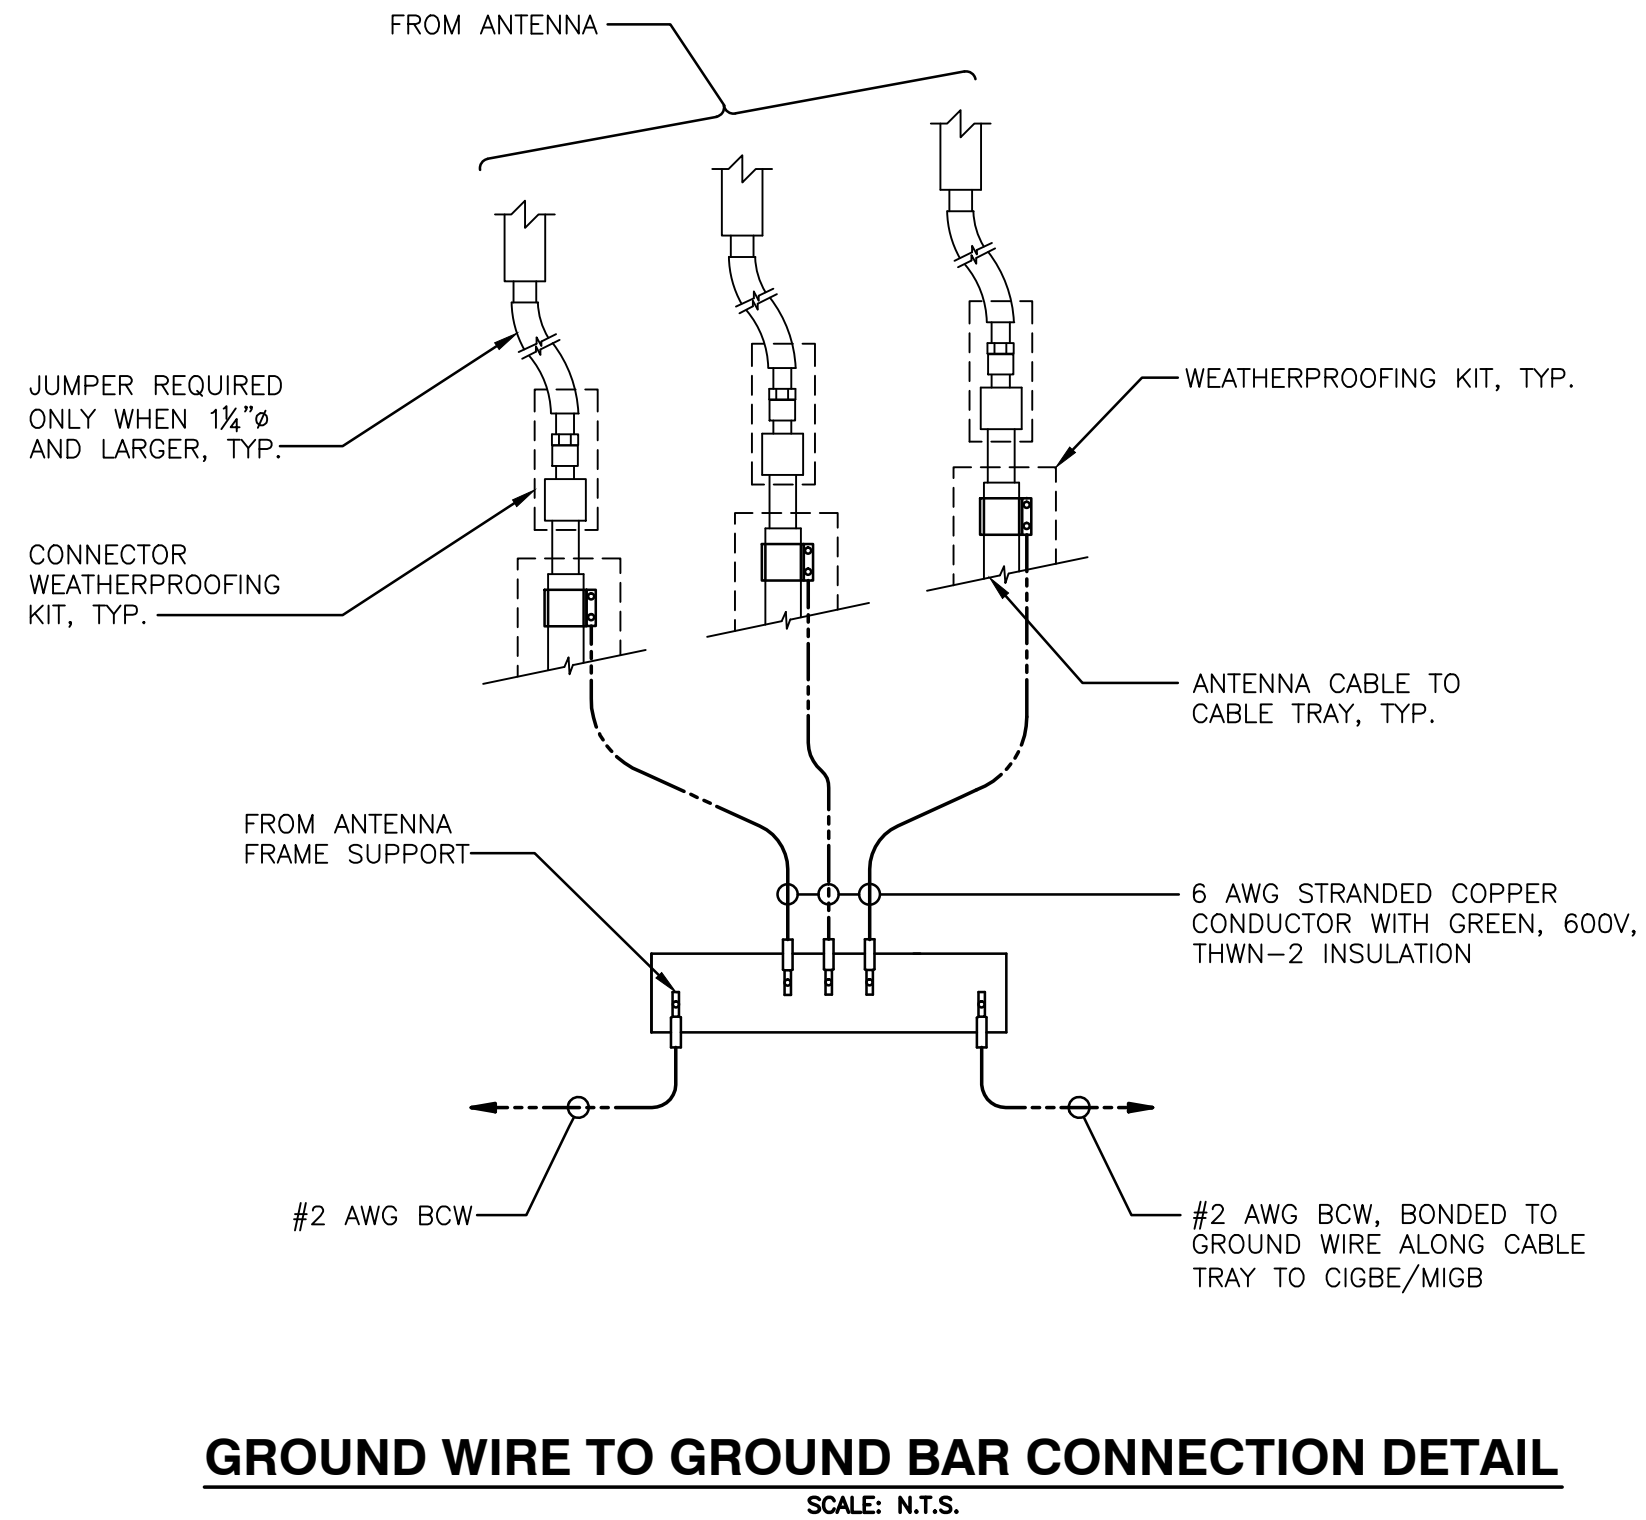 FROM ANTENNA
JUMPER REQUIRED
ONLY WHEN 1¼"ø
AND LARGER, TYP.
WEATHERPROOFING KIT, TYP.
CONNECTOR
WEATHERPROOFING
KIT, TYP.
ANTENNA CABLE TO
CABLE TRAY, TYP.
FROM ANTENNA
FRAME SUPPORT
6 AWG STRANDED COPPER
CONDUCTOR WITH GREEN, 600V,
THWN-2 INSULATION
#2 AWG BCW
#2 AWG BCW, BONDED TO
GROUND WIRE ALONG CABLE
TRAY TO CIGBE/MIGB
GROUND WIRE TO GROUND BAR CONNECTION DETAIL
SCALE: N.T.S.